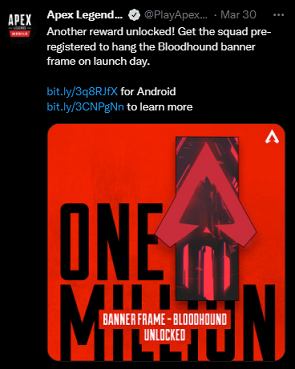 APEX
LEGENDS
MOBILE
Apex Legend... @PlayApex... · Mar 30 ...
Another reward unlocked! Get the squad pre-
registered to hang the Bloodhound banner
frame on launch day.
bit.ly/3q8RJfX for Android
bit.ly/3CNPgNn to learn more
ONE
MILLION
BANNER FRAME - BLOODHOUND
UNLOCKED